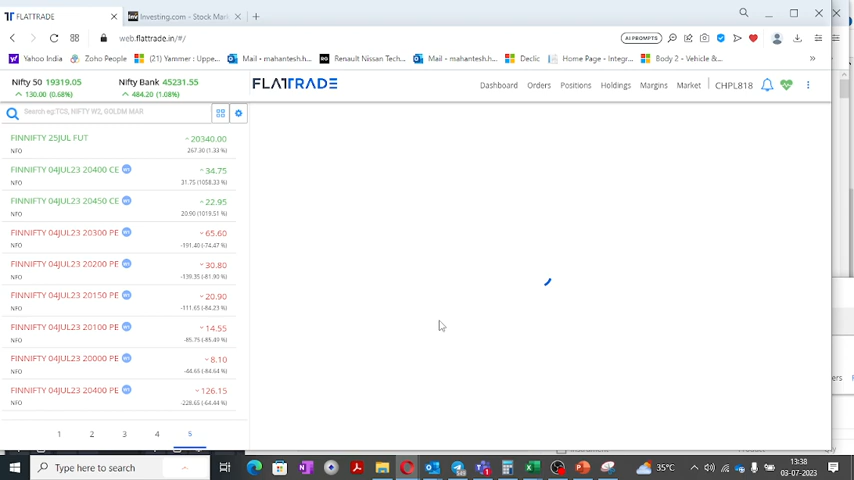 FLATTRADE
Investing.com - Stock Mark
web.flattrade.in/#/
AI PROMPTS
Yahoo India
Zoho People
(21) Yammer : Uppe...
Mail • mahantesh.h...
Renault Nissan Tech...
Mail - mahantesh.h...
Declic
Home Page - Integr...
Body 2 - Vehicle &...
Nifty 50 19319.05
130.00 (0.68%)
Nifty Bank 45231.55
484.20 (1.08%)
FLATTRADE
Dashboard
Orders
Positions
Holdings
Margins
Market
CHPL818
Search eg:TCS, NIFTY W2, GOLDM MAR
FINNIFTY 25JUL FUT
20340.00
NFO
267.30 (1.33 %)
FINNIFTY 04JUL23 20400 CE W1
34.75
NFO
31.75 (1058.33 %)
FINNIFTY 04JUL23 20450 CE W1
22.95
NFO
20.90 (1019.51 %)
FINNIFTY 04JUL23 20300 PE W1
65.60
NFO
-191.40 (-74.47 %)
FINNIFTY 04JUL23 20200 PE W1
30.80
NFO
-139.35 (-81.90 %)
FINNIFTY 04JUL23 20150 PE W1
20.90
NFO
-111.65 (-84.23 %)
FINNIFTY 04JUL23 20100 PE W1
14.55
NFO
-85.75 (-85.49 %)
FINNIFTY 04JUL23 20000 PE W1
8.10
NFO
-44.65 (-84.64 %)
FINNIFTY 04JUL23 20400 PE W1
126.15
NFO
-228.65 (-64.44 %)
1
2
3
4
5
Type here to search
35°C
13:38
03-07-2023